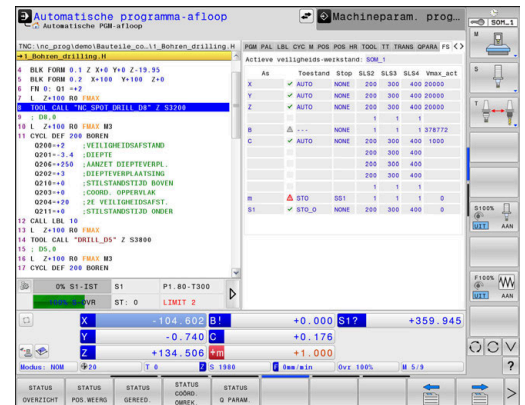 Automatische programma-afloop
Automatische PGM-afloop
Machineparam. prog...
SOM_1
TNC:\nc_prog\demo\Bauteile_co…\1_Bohren_drilling.H
→1_Bohren_drilling.H
4 BLK FORM 0.1 Z X+0 Y+0 Z-19.95
5 BLK FORM 0.2 X+100 Y+100 Z+0
6 FN 0: Q1 =+2
7 L Z+100 R0 FMAX
8 TOOL CALL "NC_SPOT_DRILL_D8" Z S3200
9 ; D8,0
10 L Z+100 R0 FMAX M3
11 CYCL DEF 200 BOREN
Q200=+2 ;VEILIGHEIDSAFSTAND
Q201=-3.4 ;DIEPTE
Q206=+250 ;AANZET DIEPTEVERPL.
Q202=+3 ;DIEPTEVERPLAATSING
Q210=+0 ;STILSTANDSTIJD BOVEN
Q203=+0 ;COORD. OPPERVLAK
Q204=+20 ;2E VEILIGHEIDSAFST.
Q211=+0 ;STILSTANDSTIJD ONDER
12 CALL LBL 10
13 L Z+100 R0 FMAX
14 TOOL CALL "DRILL_D5" Z S3800
15 ; D5,0
16 L Z+100 R0 FMAX M3
17 CYCL DEF 200 BOREN
PGM PAL LBL CYC M POS POS HR TOOL TT TRANS QPARA FS
Actieve veiligheids-werkstand: SOM_1
As Toestand Stop SLS2 SLS3 SLS4 Vmax_act
X AUTO NONE 200 300 400 20000
Y AUTO NONE 200 300 400 20000
Z AUTO NONE 200 300 400 20000
1 1 1
B --- NONE 1 1 1 378772
C AUTO NONE 200 300 400 1000
200 300 400
200 300 400
200 300 400
1 1 1
m STO SS1 1 1 1 0
S1 STO_O NONE 200 300 400 0
0% S1-IST S1 P1.80-T300
100% S-OVR ST: 0 LIMIT 2
X -104.602 B! +0.000 S1? +359.945
Y -0.740 C +0.176
Z +134.506 +m +1.000
Modus: NOM 20 T 0 Z S 1900 F 0mm/min Ovr 100% M 5/9
M
S
T
S100%
UIT AAN
F100%
UIT AAN
?
STATUS OVERZICHT
STATUS POS.WEERG
STATUS GEREED.
STATUS COÖRD. OMREK.
STATUS Q PARAM.